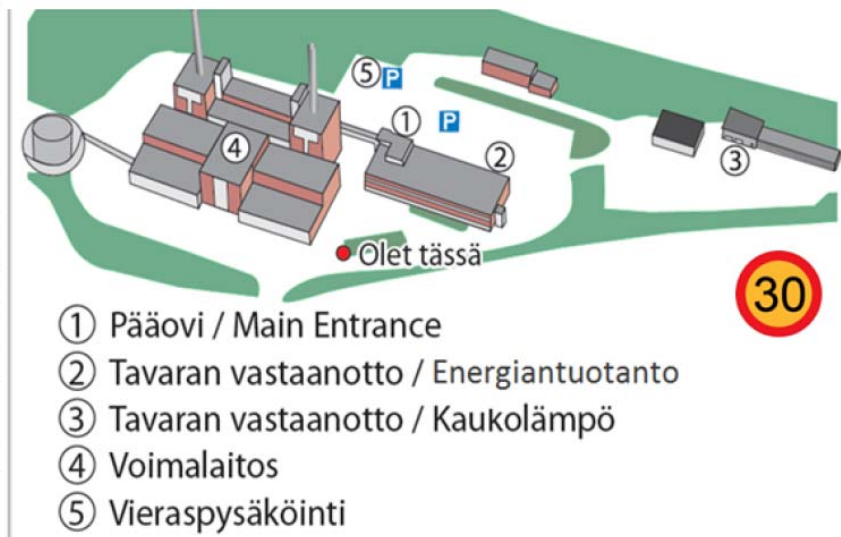 5 P
1 P
2
4
3
Olet tässä
30
1 Pääovi / Main Entrance
2 Tavaran vastaanotto / Energiantuotanto
3 Tavaran vastaanotto / Kaukolämpö
4 Voimalaitos
5 Vieraspysäköinti